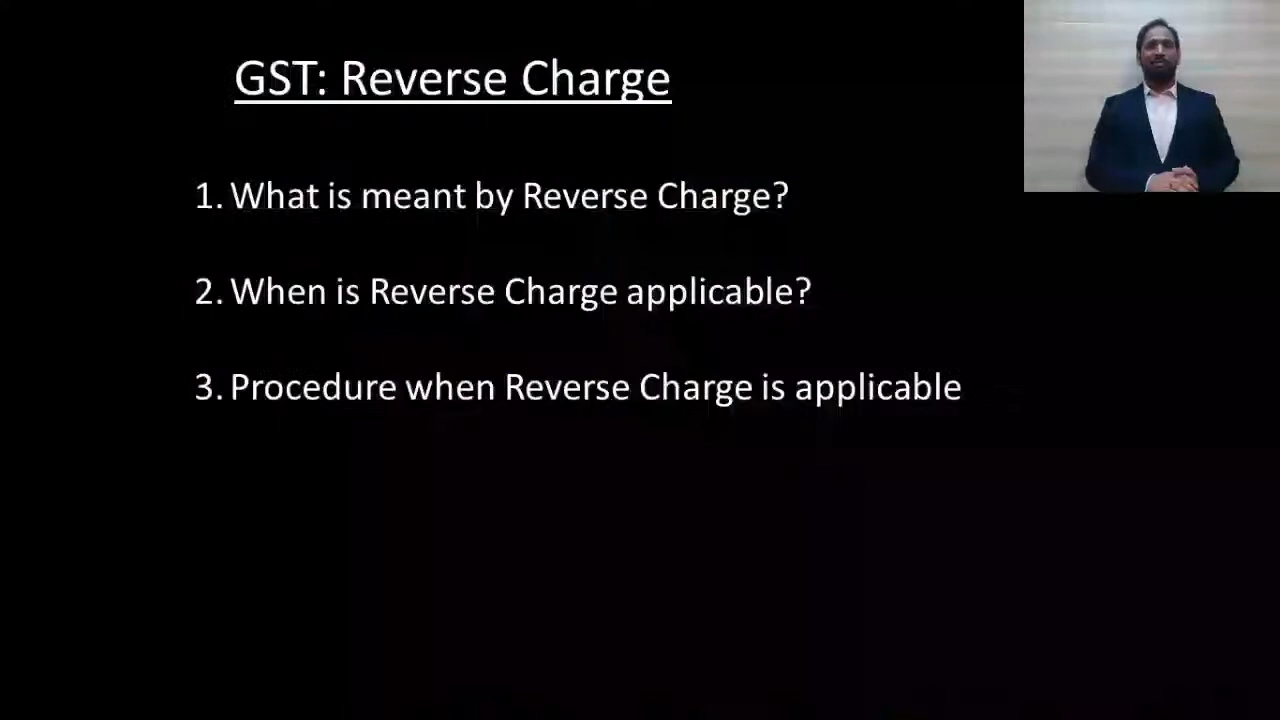 GST: Reverse Charge
1. What is meant by Reverse Charge?
2. When is Reverse Charge applicable?
3. Procedure when Reverse Charge is applicable